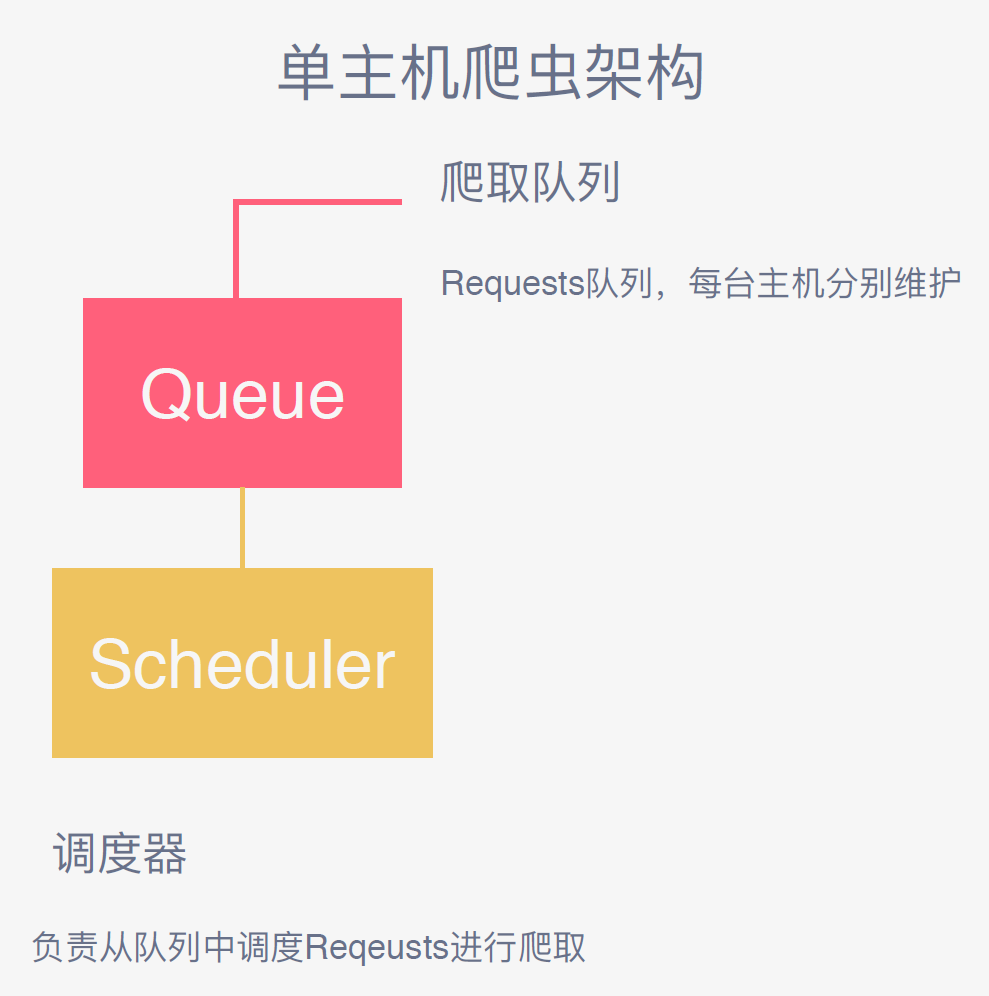 单主机爬虫架构
爬取队列
Requests队列，每台主机分别维护
Queue
Scheduler
调度器
负责从队列中调度Reqeusts进行爬取